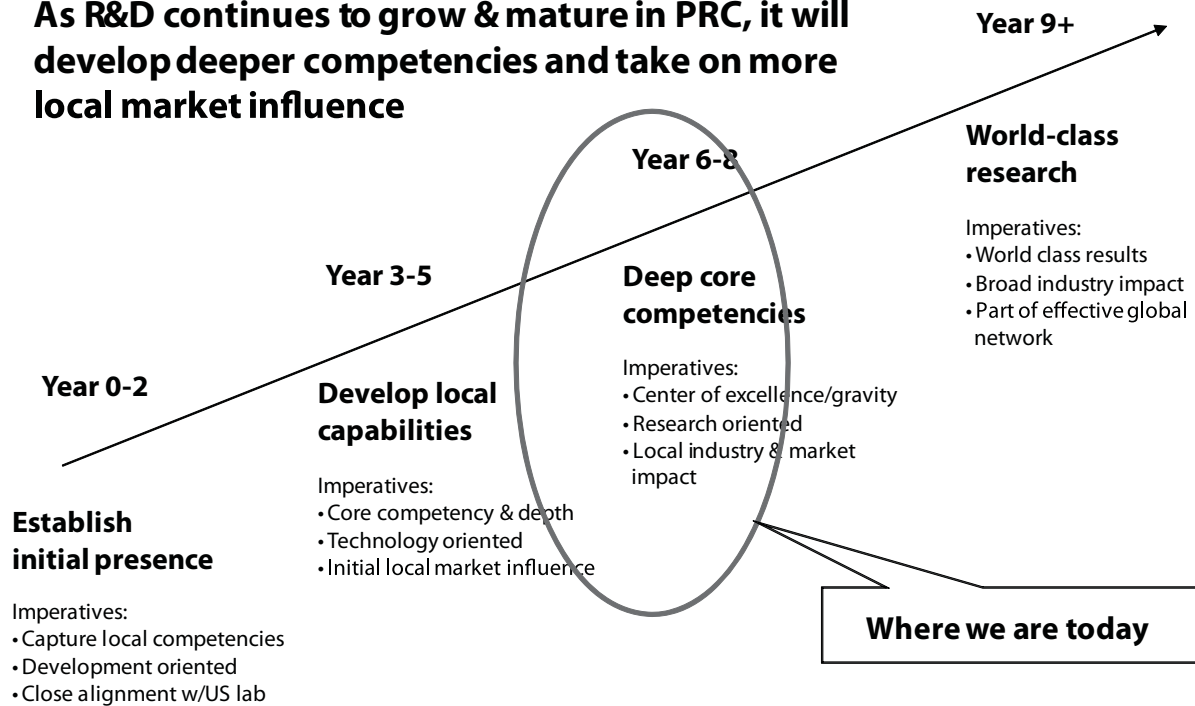 As R&D continues to grow & mature in PRC, it will
develop deeper competencies and take on more
local market influence
Year 0-2
Establish
initial presence
Imperatives:
• Capture local competencies
• Development oriented
• Close alignment w/US lab
Year 3-5
Develop local
capabilities
Imperatives:
• Core competency & depth
• Technology oriented
• Initial local market influence
Year 6-8
Deep core
competencies
Imperatives:
• Center of excellence/gravity
• Research oriented
• Local industry & market
impact
Year 9+
World-class
research
Imperatives:
• World class results
• Broad industry impact
• Part of effective global
network
Where we are today